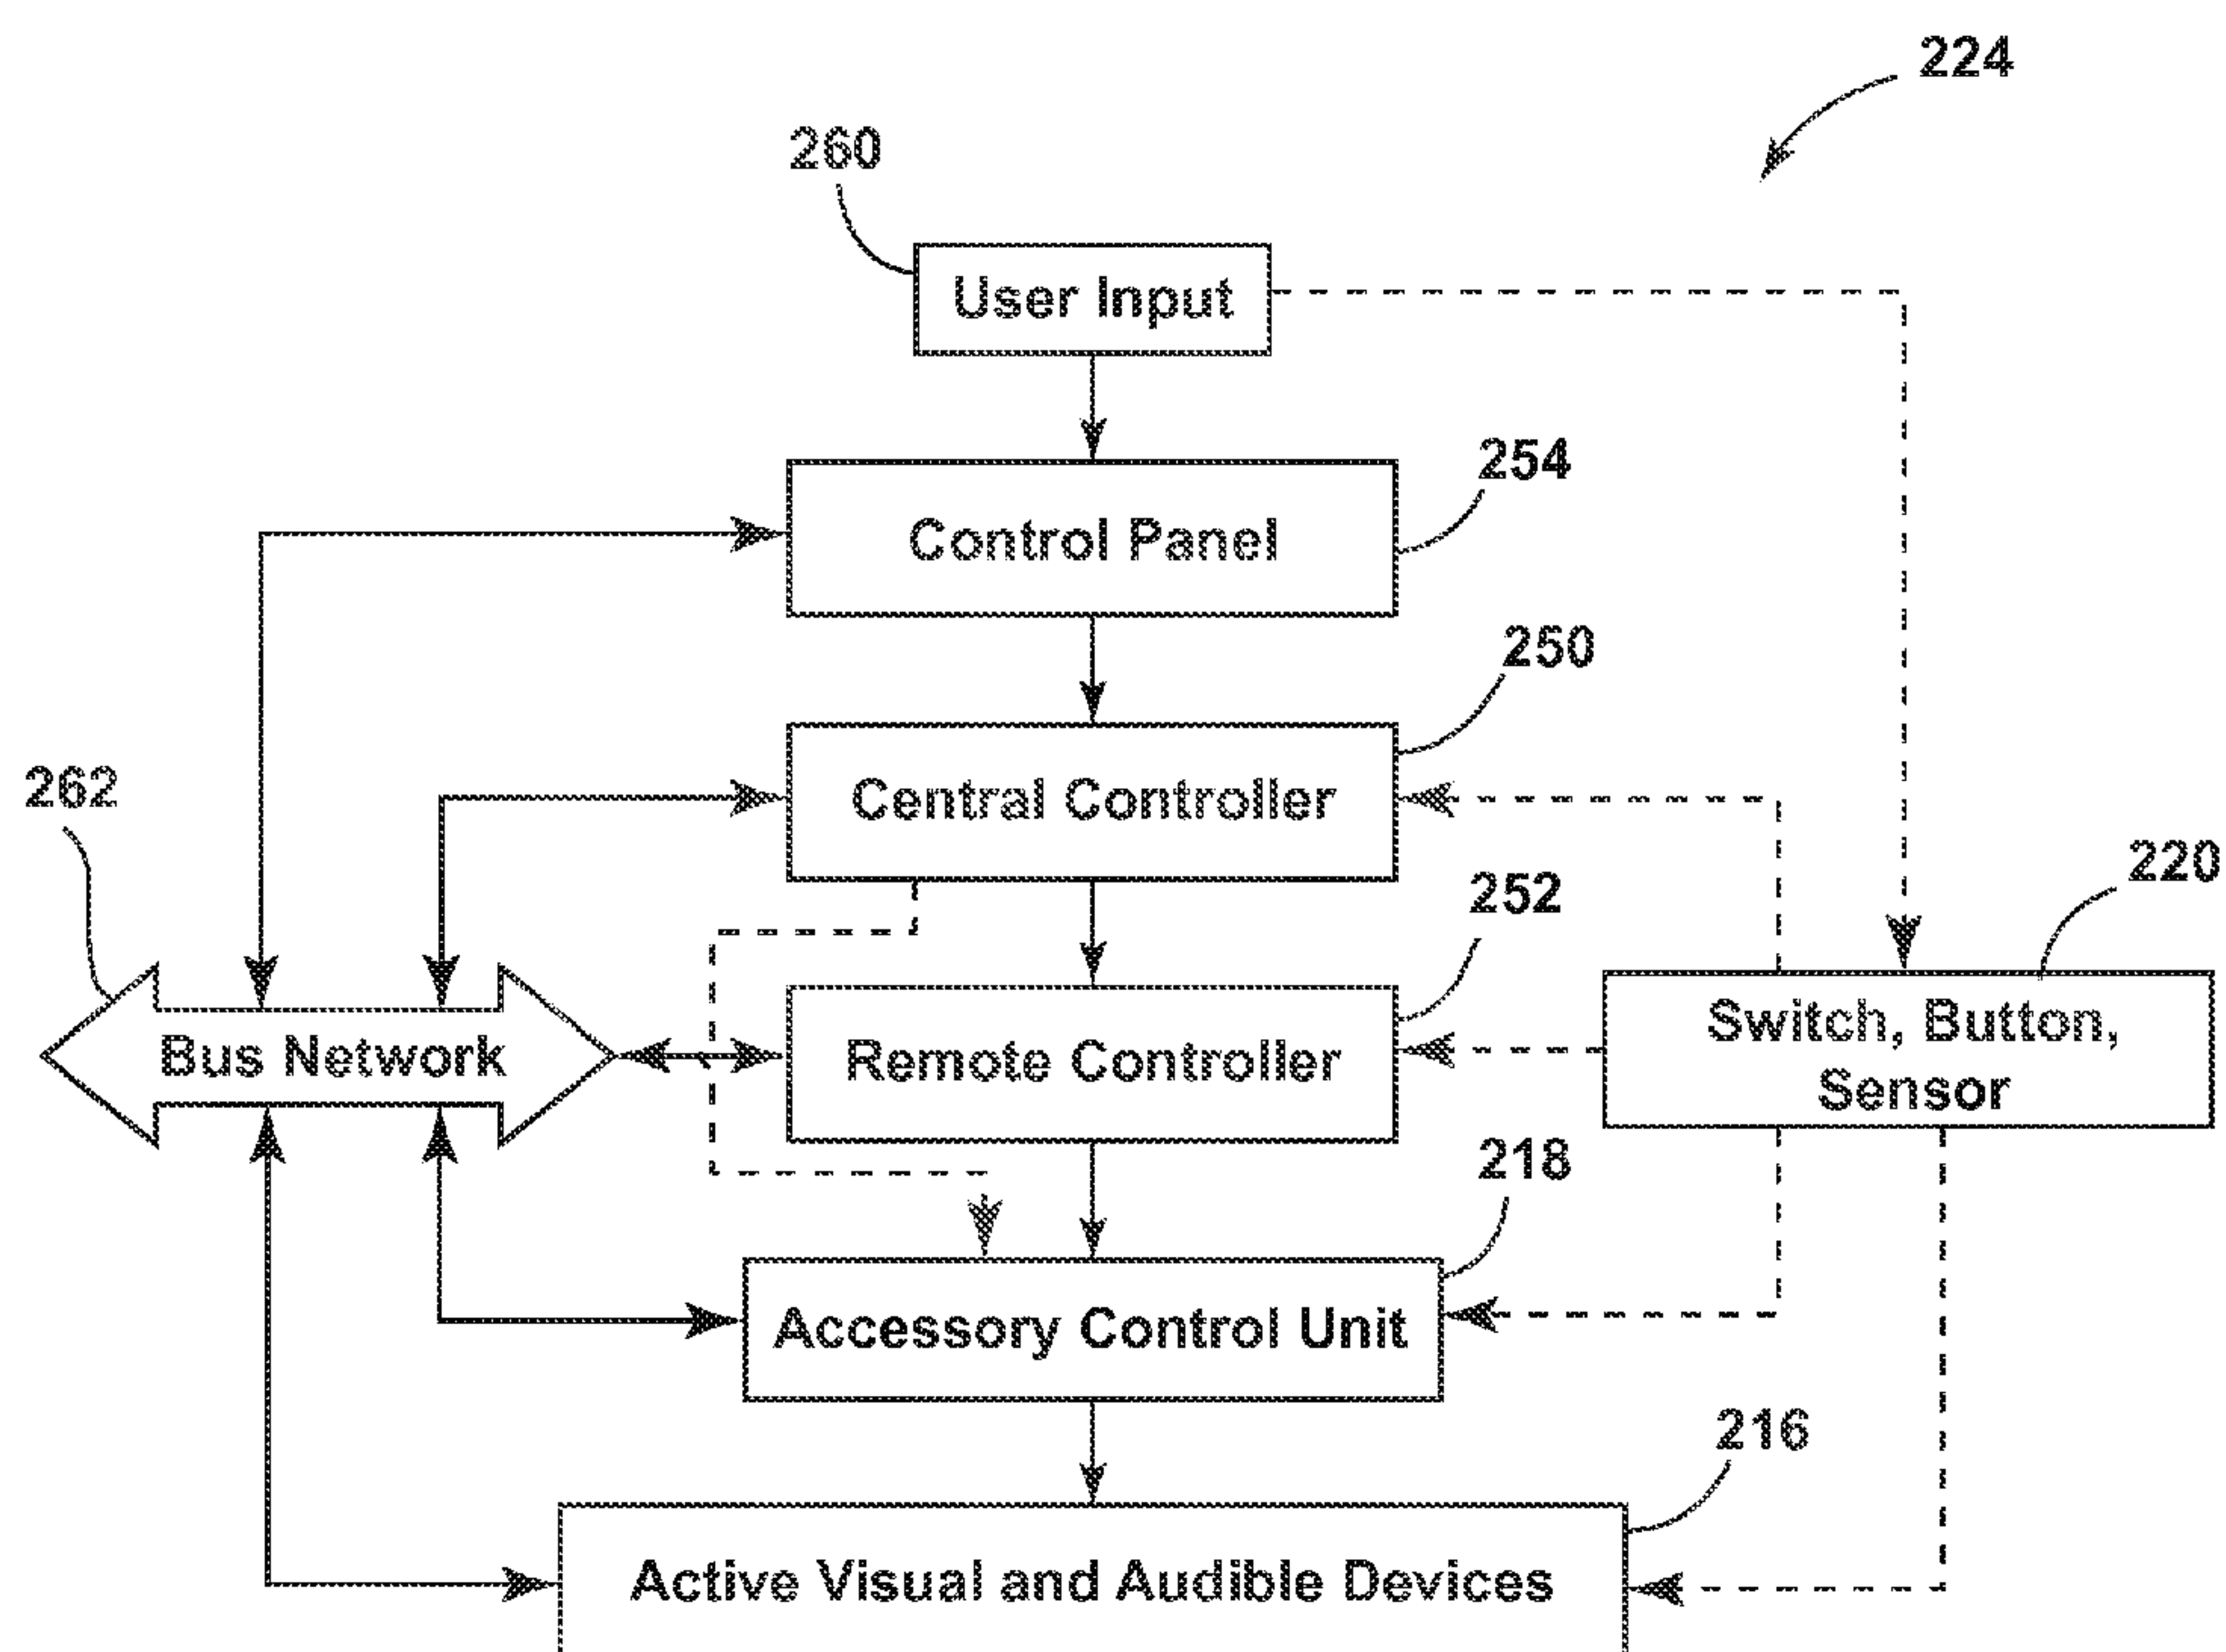 224
260
User Input
254
Control Panel
250
Central Controller
262
252
220
Switch, Button,
Sensor
Bus Network
Remote Controller
218
Accessory Control Unit
216
Active Visual and Audible Devices